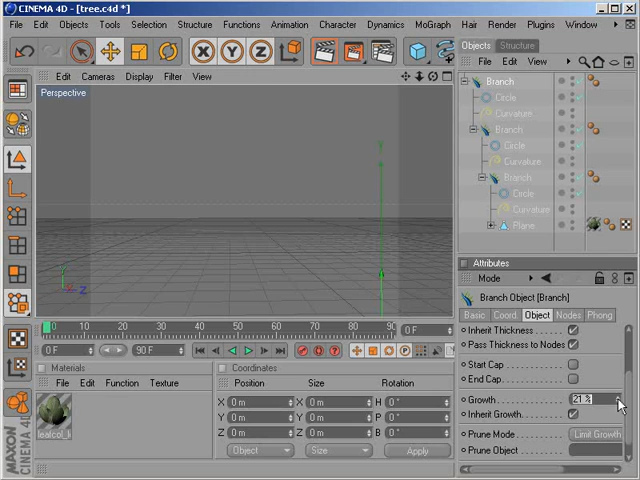 CINEMA 4D - [tree.c4d *]
File Edit Objects Tools Selection Structure Functions Animation Character Dynamics MoGraph Hair Render Plugins Window
Edit Cameras Display Filter View
Perspective
Y
Y
Z
Objects Structure
File Edit View
Branch
Circle
Curvature
Branch
Circle
Curvature
Branch
Circle
Curvature
Plane
Attributes
Mode
Branch Object [Branch]
Basic Coord. Object Nodes Phong
Inherit Thickness
Pass Thickness to Nodes
Start Cap
End Cap
Growth 21 %
Inherit Growth
Prune Mode Limit Growth
Prune Object
0 10 20 30 40 50 60 70 80 90 0 F
0 F 90 F
Materials
File Edit Function Texture
Coordinates
Position Size Rotation
X 0 m X 0 m H 0 °
Y 0 m Y 0 m P 0 °
Z 0 m Z 0 m B 0 °
Object Size Apply
MAXON
CINEMA 4D